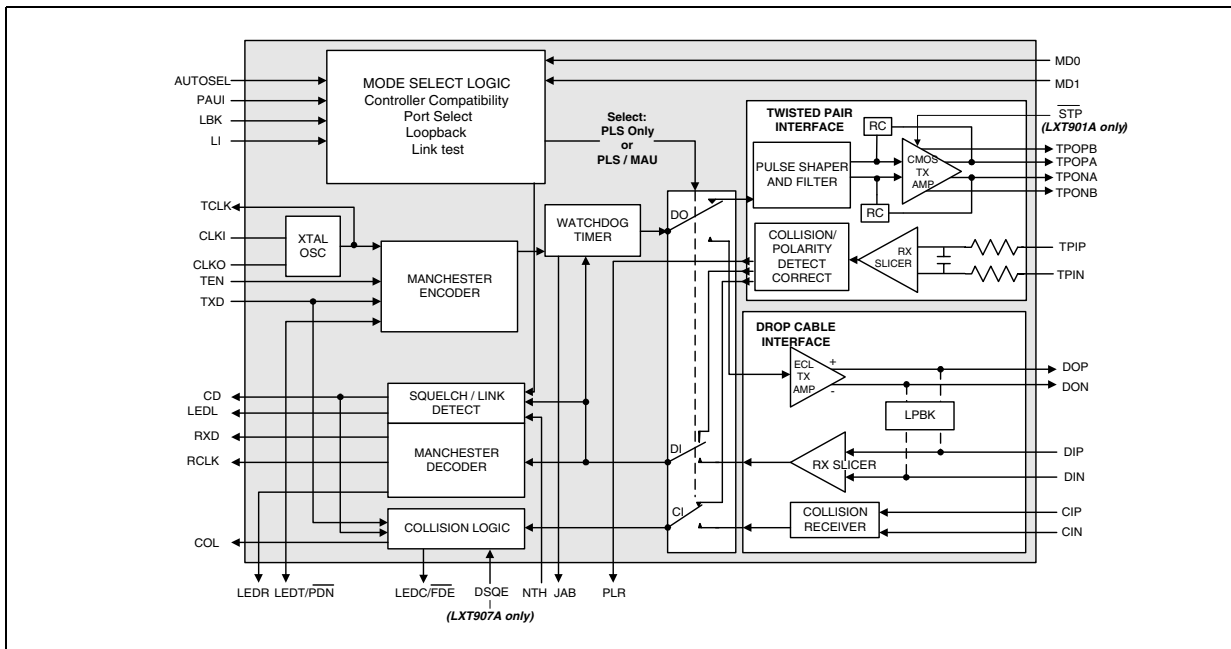 AUTOSEL
PAUI
LBK
LI
MODE SELECT LOGIC
Controller Compatibility
Port Select
Loopback
Link test
Select:
PLS Only
or
PLS / MAU
MD0
MD1
STP
(LXT901A only)
TWISTED PAIR
INTERFACE
RC
PULSE SHAPER
AND FILTER
CMOS
TX
AMP
RC
TPOPB
TPOPA
TPONA
TPONB
COLLISION/
POLARITY
DETECT
CORRECT
RX
SLICER
TPIP
TPIN
TCLK
CLKI
CLKO
TEN
TXD
XTAL
OSC
MANCHESTER
ENCODER
WATCHDOG
TIMER
DO
DROP CABLE
INTERFACE
ECL
TX
AMP
+
-
DOP
DON
LPBK
DI
RX SLICER
DIP
DIN
CI
COLLISION
RECEIVER
CIP
CIN
CD
LEDL
RXD
RCLK
COL
SQUELCH / LINK
DETECT
MANCHESTER
DECODER
COLLISION LOGIC
LEDR
LEDT/PDN
LEDC/FDE
DSQE
(LXT907A only)
NTH
JAB
PLR